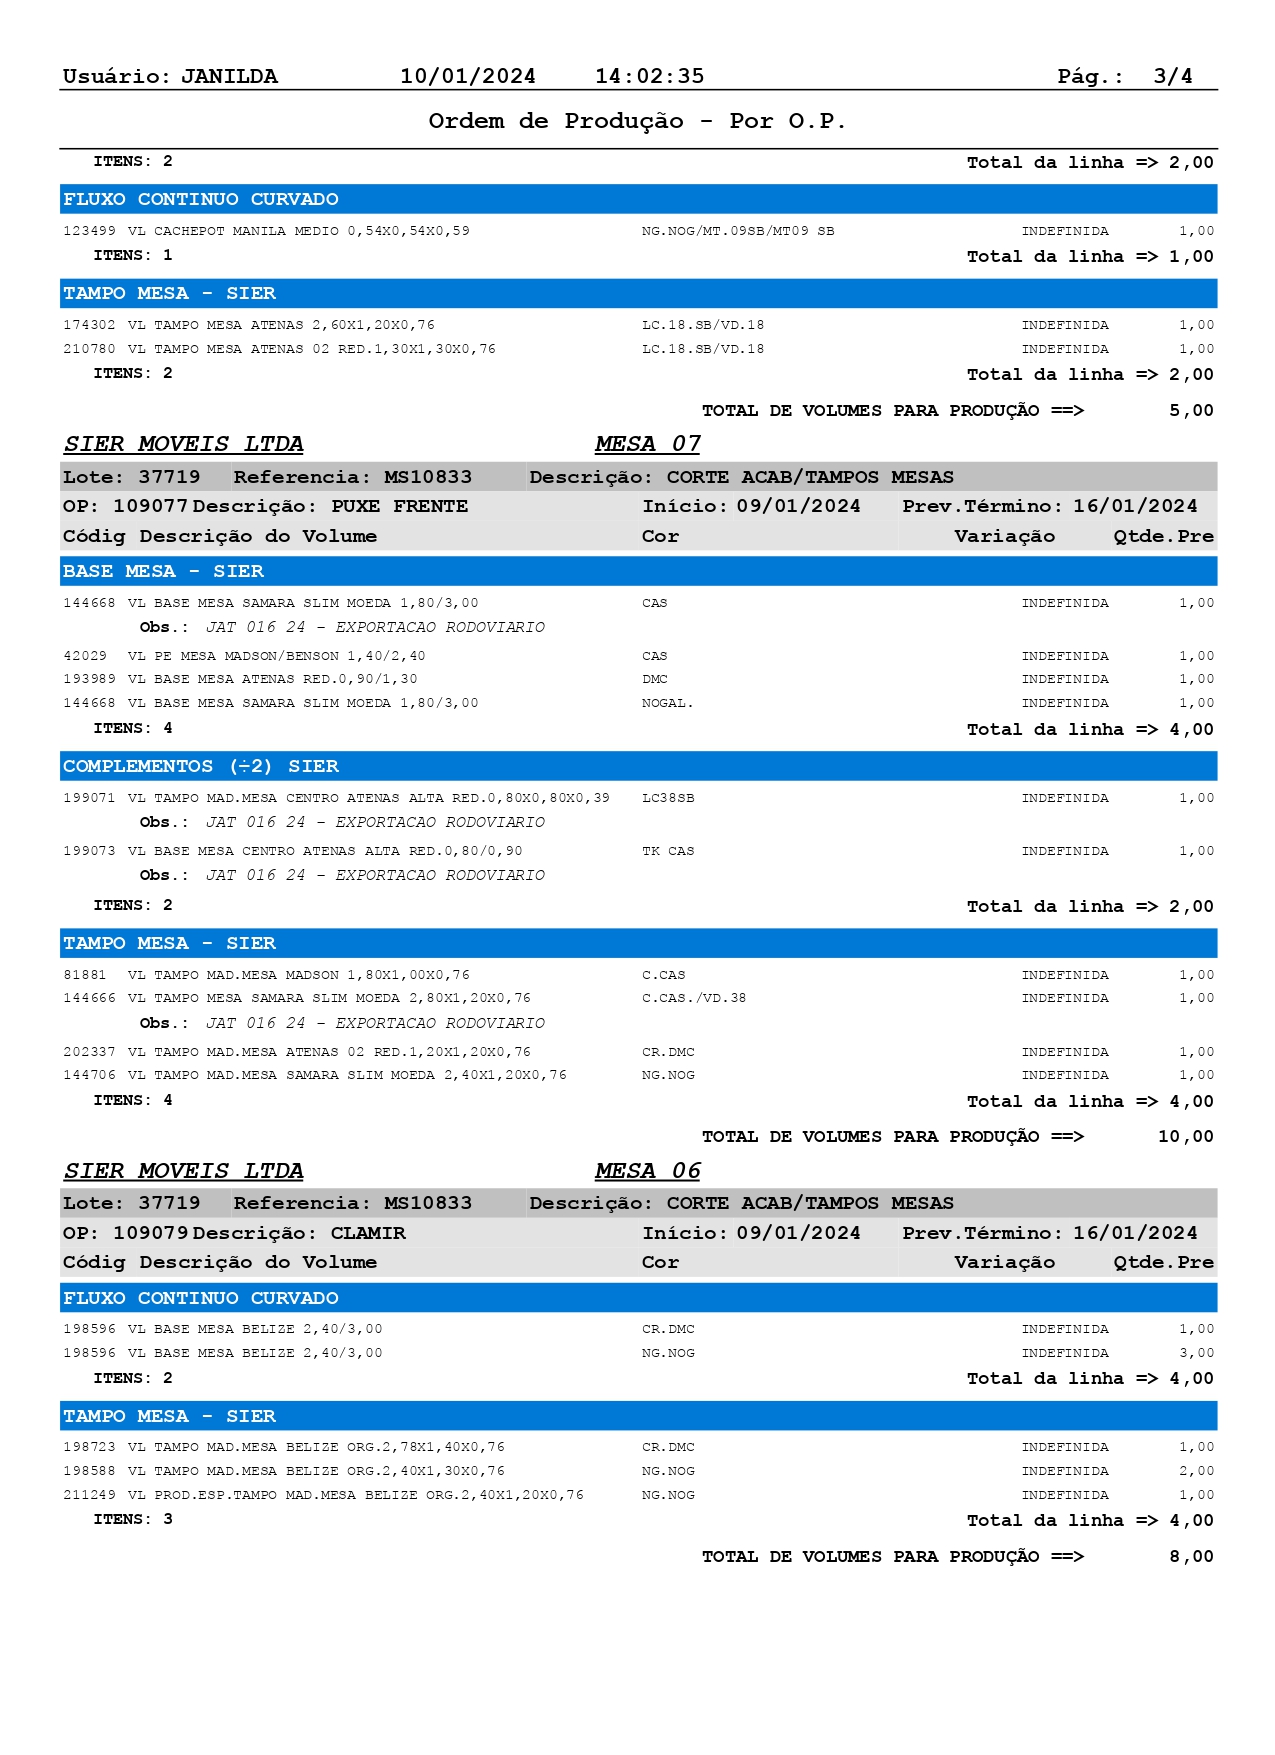 Usuário: JANILDA 10/01/2024 14:02:35 Pág.: 3/4
Ordem de Produção - Por O.P.
ITENS: 2 Total da linha => 2,00
FLUXO CONTINUO CURVADO
123499 VL CACHEPOT MANILA MEDIO 0,54X0,54X0,59 NG.NOG/MT.09SB/MT09 SB INDEFINIDA 1,00
ITENS: 1 Total da linha => 1,00
TAMPO MESA - SIER
174302 VL TAMPO MESA ATENAS 2,60X1,20X0,76 LC.18.SB/VD.18 INDEFINIDA 1,00
210780 VL TAMPO MESA ATENAS 02 RED.1,30X1,30X0,76 LC.18.SB/VD.18 INDEFINIDA 1,00
ITENS: 2 Total da linha => 2,00
TOTAL DE VOLUMES PARA PRODUÇÃO ==> 5,00
SIER MOVEIS LTDA MESA 07
Lote: 37719 Referencia: MS10833 Descrição: CORTE ACAB/TAMPOS MESAS
OP: 109077 Descrição: PUXE FRENTE Início: 09/01/2024 Prev.Término: 16/01/2024
Códig Descrição do Volume Cor Variação Qtde.Pre
BASE MESA - SIER
144668 VL BASE MESA SAMARA SLIM MOEDA 1,80/3,00 CAS INDEFINIDA 1,00
Obs.: JAT 016 24 - EXPORTACAO RODOVIARIO
42029 VL PE MESA MADSON/BENSON 1,40/2,40 CAS INDEFINIDA 1,00
193989 VL BASE MESA ATENAS RED.0,90/1,30 DMC INDEFINIDA 1,00
144668 VL BASE MESA SAMARA SLIM MOEDA 1,80/3,00 NOGAL. INDEFINIDA 1,00
ITENS: 4 Total da linha => 4,00
COMPLEMENTOS (÷2) SIER
199071 VL TAMPO MAD.MESA CENTRO ATENAS ALTA RED.0,80X0,80X0,39 LC38SB INDEFINIDA 1,00
Obs.: JAT 016 24 - EXPORTACAO RODOVIARIO
199073 VL BASE MESA CENTRO ATENAS ALTA RED.0,80/0,90 TK CAS INDEFINIDA 1,00
Obs.: JAT 016 24 - EXPORTACAO RODOVIARIO
ITENS: 2 Total da linha => 2,00
TAMPO MESA - SIER
81881 VL TAMPO MAD.MESA MADSON 1,80X1,00X0,76 C.CAS INDEFINIDA 1,00
144666 VL TAMPO MESA SAMARA SLIM MOEDA 2,80X1,20X0,76 C.CAS./VD.38 INDEFINIDA 1,00
Obs.: JAT 016 24 - EXPORTACAO RODOVIARIO
202337 VL TAMPO MAD.MESA ATENAS 02 RED.1,20X1,20X0,76 CR.DMC INDEFINIDA 1,00
144706 VL TAMPO MAD.MESA SAMARA SLIM MOEDA 2,40X1,20X0,76 NG.NOG INDEFINIDA 1,00
ITENS: 4 Total da linha => 4,00
TOTAL DE VOLUMES PARA PRODUÇÃO ==> 10,00
SIER MOVEIS LTDA MESA 06
Lote: 37719 Referencia: MS10833 Descrição: CORTE ACAB/TAMPOS MESAS
OP: 109079 Descrição: CLAMIR Início: 09/01/2024 Prev.Término: 16/01/2024
Códig Descrição do Volume Cor Variação Qtde.Pre
FLUXO CONTINUO CURVADO
198596 VL BASE MESA BELIZE 2,40/3,00 CR.DMC INDEFINIDA 1,00
198596 VL BASE MESA BELIZE 2,40/3,00 NG.NOG INDEFINIDA 3,00
ITENS: 2 Total da linha => 4,00
TAMPO MESA - SIER
198723 VL TAMPO MAD.MESA BELIZE ORG.2,78X1,40X0,76 CR.DMC INDEFINIDA 1,00
198588 VL TAMPO MAD.MESA BELIZE ORG.2,40X1,30X0,76 NG.NOG INDEFINIDA 2,00
211249 VL PROD.ESP.TAMPO MAD.MESA BELIZE ORG.2,40X1,20X0,76 NG.NOG INDEFINIDA 1,00
ITENS: 3 Total da linha => 4,00
TOTAL DE VOLUMES PARA PRODUÇÃO ==> 8,00